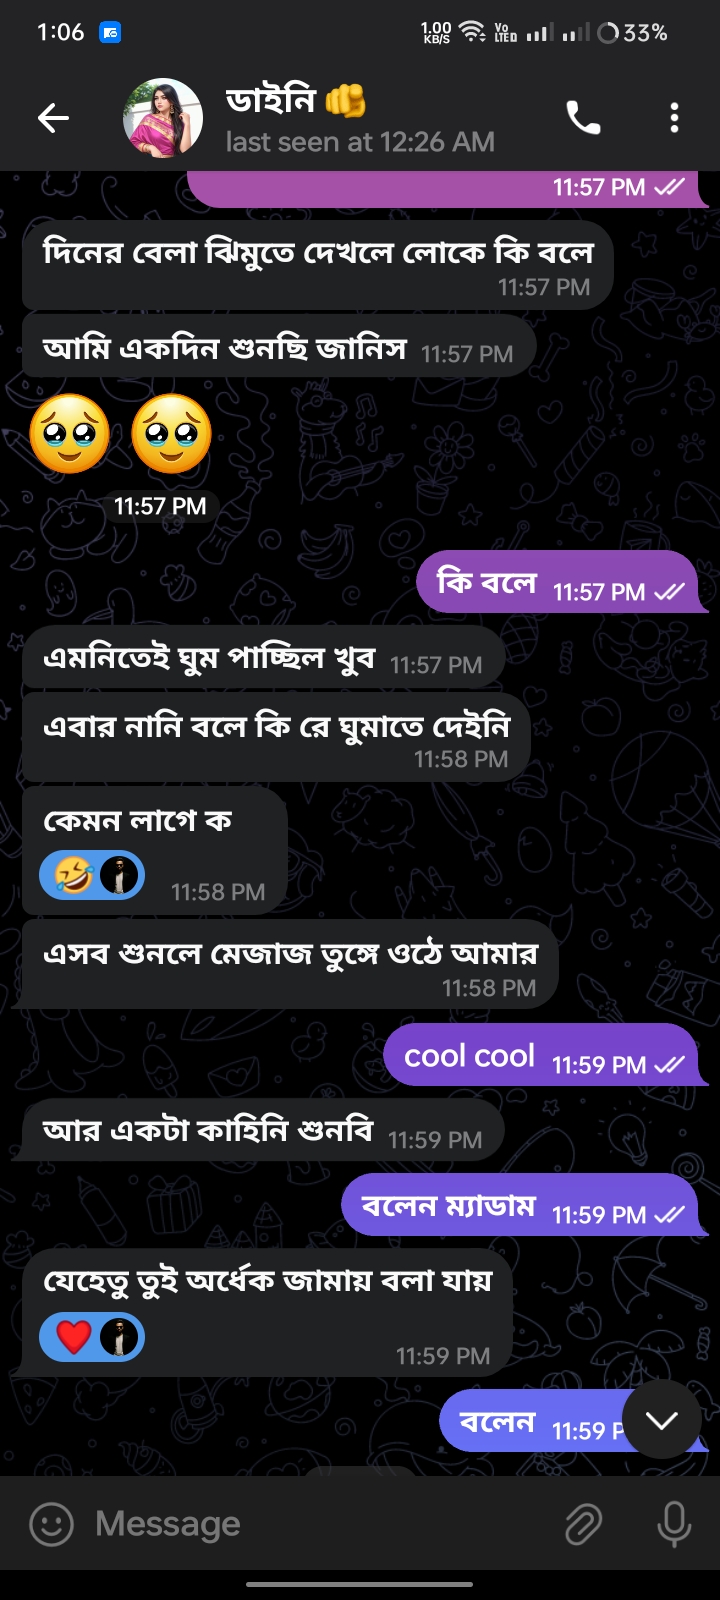 1:06
1.00 KB/S
Vo LTE D
33%
ডাইনি 🫵
last seen at 12:26 AM
11:57 PM
দিনের বেলা ঝিমুতে দেখলে লোকে কি বলে
11:57 PM
আমি একদিন শুনছি জানিস 11:57 PM
🥹 🥹
11:57 PM
কি বলে 11:57 PM
এমনিতেই ঘুম পাচ্ছিল খুব 11:57 PM
এবার নানি বলে কি রে ঘুমাতে দেইনি
11:58 PM
কেমন লাগে ক
🤣 11:58 PM
এসব শুনলে মেজাজ তুঙ্গে ওঠে আমার
11:58 PM
cool cool 11:59 PM
আর একটা কাহিনি শুনবি 11:59 PM
বলেন ম্যাডাম 11:59 PM
যেহেতু তুই অর্ধেক জামায় বলা যায়
❤️ 11:59 PM
বলেন 11:59 P
Message